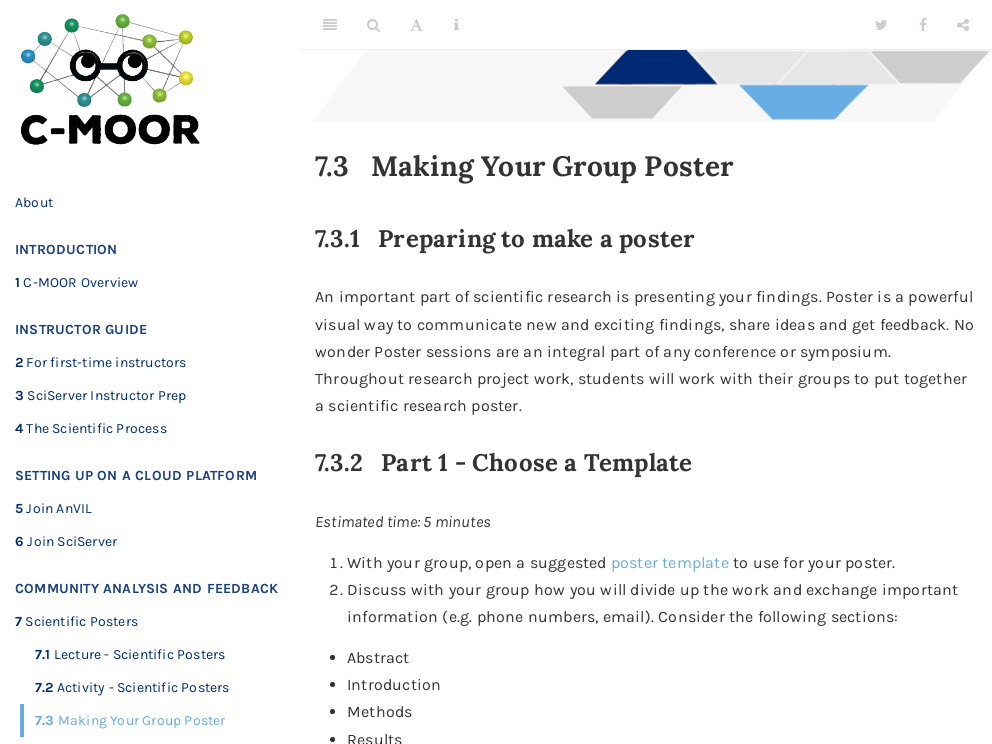 C-MOOR
About
INTRODUCTION
1 C-MOOR Overview
INSTRUCTOR GUIDE
2 For first-time instructors
3 SciServer Instructor Prep
4 The Scientific Process
SETTING UP ON A CLOUD PLATFORM
5 Join AnVIL
6 Join SciServer
COMMUNITY ANALYSIS AND FEEDBACK
7 Scientific Posters
7.1 Lecture - Scientific Posters
7.2 Activity - Scientific Posters
7.3 Making Your Group Poster
A
7.3 Making Your Group Poster
7.3.1 Preparing to make a poster
An important part of scientific research is presenting your findings. Poster is a powerful
visual way to communicate new and exciting findings, share ideas and get feedback. No
wonder Poster sessions are an integral part of any conference or symposium.
Throughout research project work, students will work with their groups to put together
a scientific research poster.
7.3.2 Part 1 - Choose a Template
Estimated time: 5 minutes
1. With your group, open a suggested poster template to use for your poster.
2. Discuss with your group how you will divide up the work and exchange important
information (e.g. phone numbers, email). Consider the following sections:
• Abstract
• Introduction
• Methods
• Results